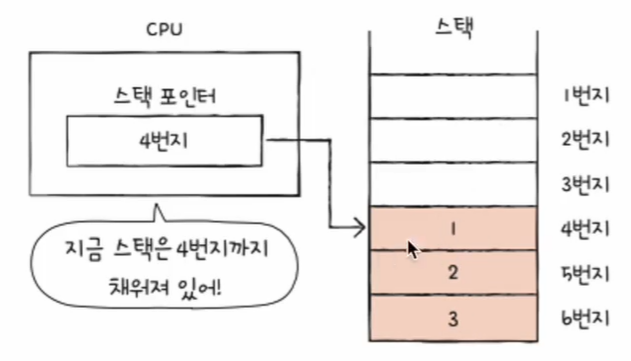 CPU
스택 포인터
4번지
지금 스택은 4번지까지
채워져 있어!
스택
1번지
2번지
3번지
1
4번지
2
5번지
3
6번지